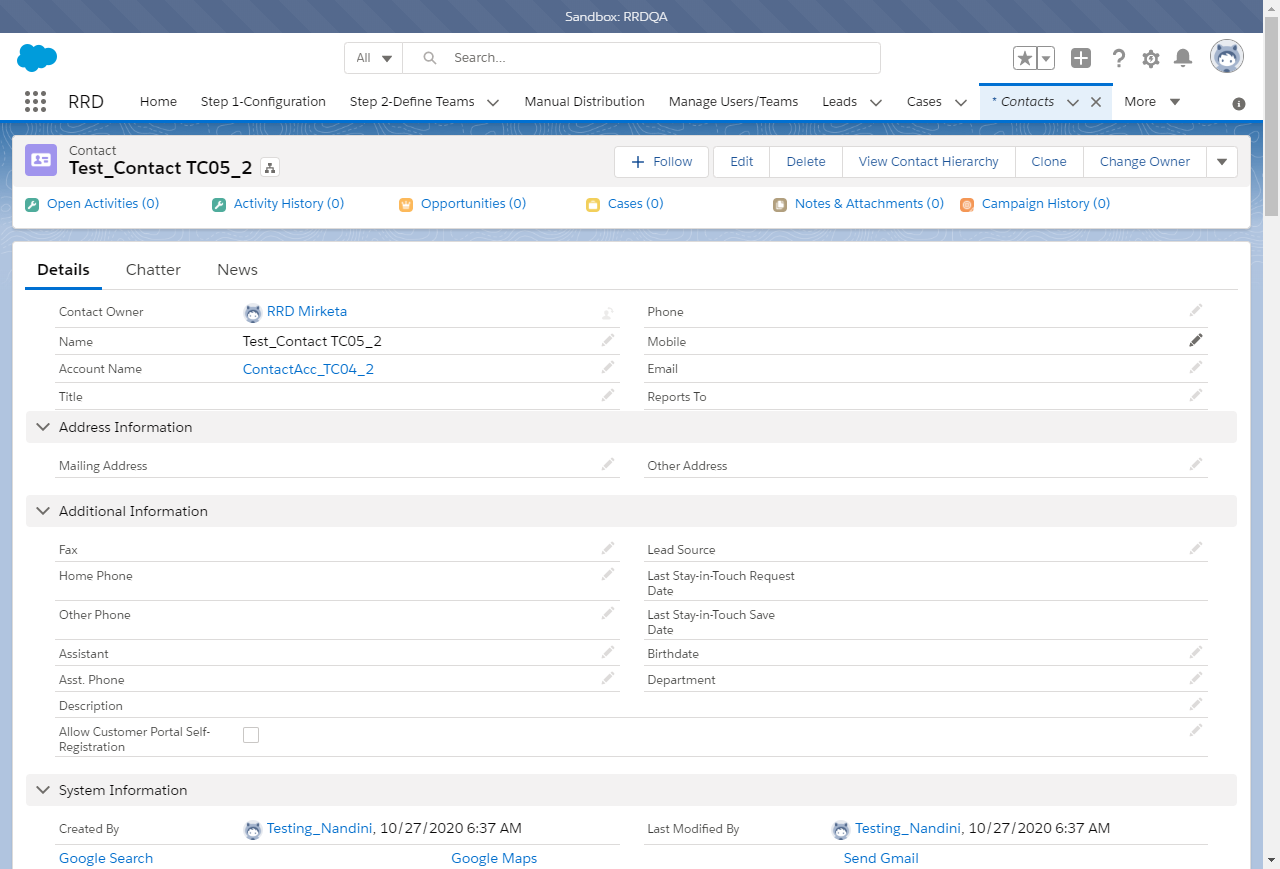 Sandbox: RRDQA
All
Search...
RRD
Home
Step 1-Configuration
Step 2-Define Teams
Manual Distribution
Manage Users/Teams
Leads
Cases
* Contacts
More
Contact
Test_Contact TC05_2
Follow
Edit
Delete
View Contact Hierarchy
Clone
Change Owner
Open Activities (0)
Activity History (0)
Opportunities (0)
Cases (0)
Notes & Attachments (0)
Campaign History (0)
Details
Chatter
News
Contact Owner
RRD Mirketa
Phone
Name
Test_Contact TC05_2
Mobile
Account Name
ContactAcc_TC04_2
Email
Title
Reports To
Address Information
Mailing Address
Other Address
Additional Information
Fax
Lead Source
Home Phone
Last Stay-in-Touch Request
Date
Other Phone
Last Stay-in-Touch Save
Date
Assistant
Birthdate
Asst. Phone
Department
Description
Allow Customer Portal Self-
Registration
System Information
Created By
Testing_Nandini, 10/27/2020 6:37 AM
Last Modified By
Testing_Nandini, 10/27/2020 6:37 AM
Google Search
Google Maps
Send Gmail